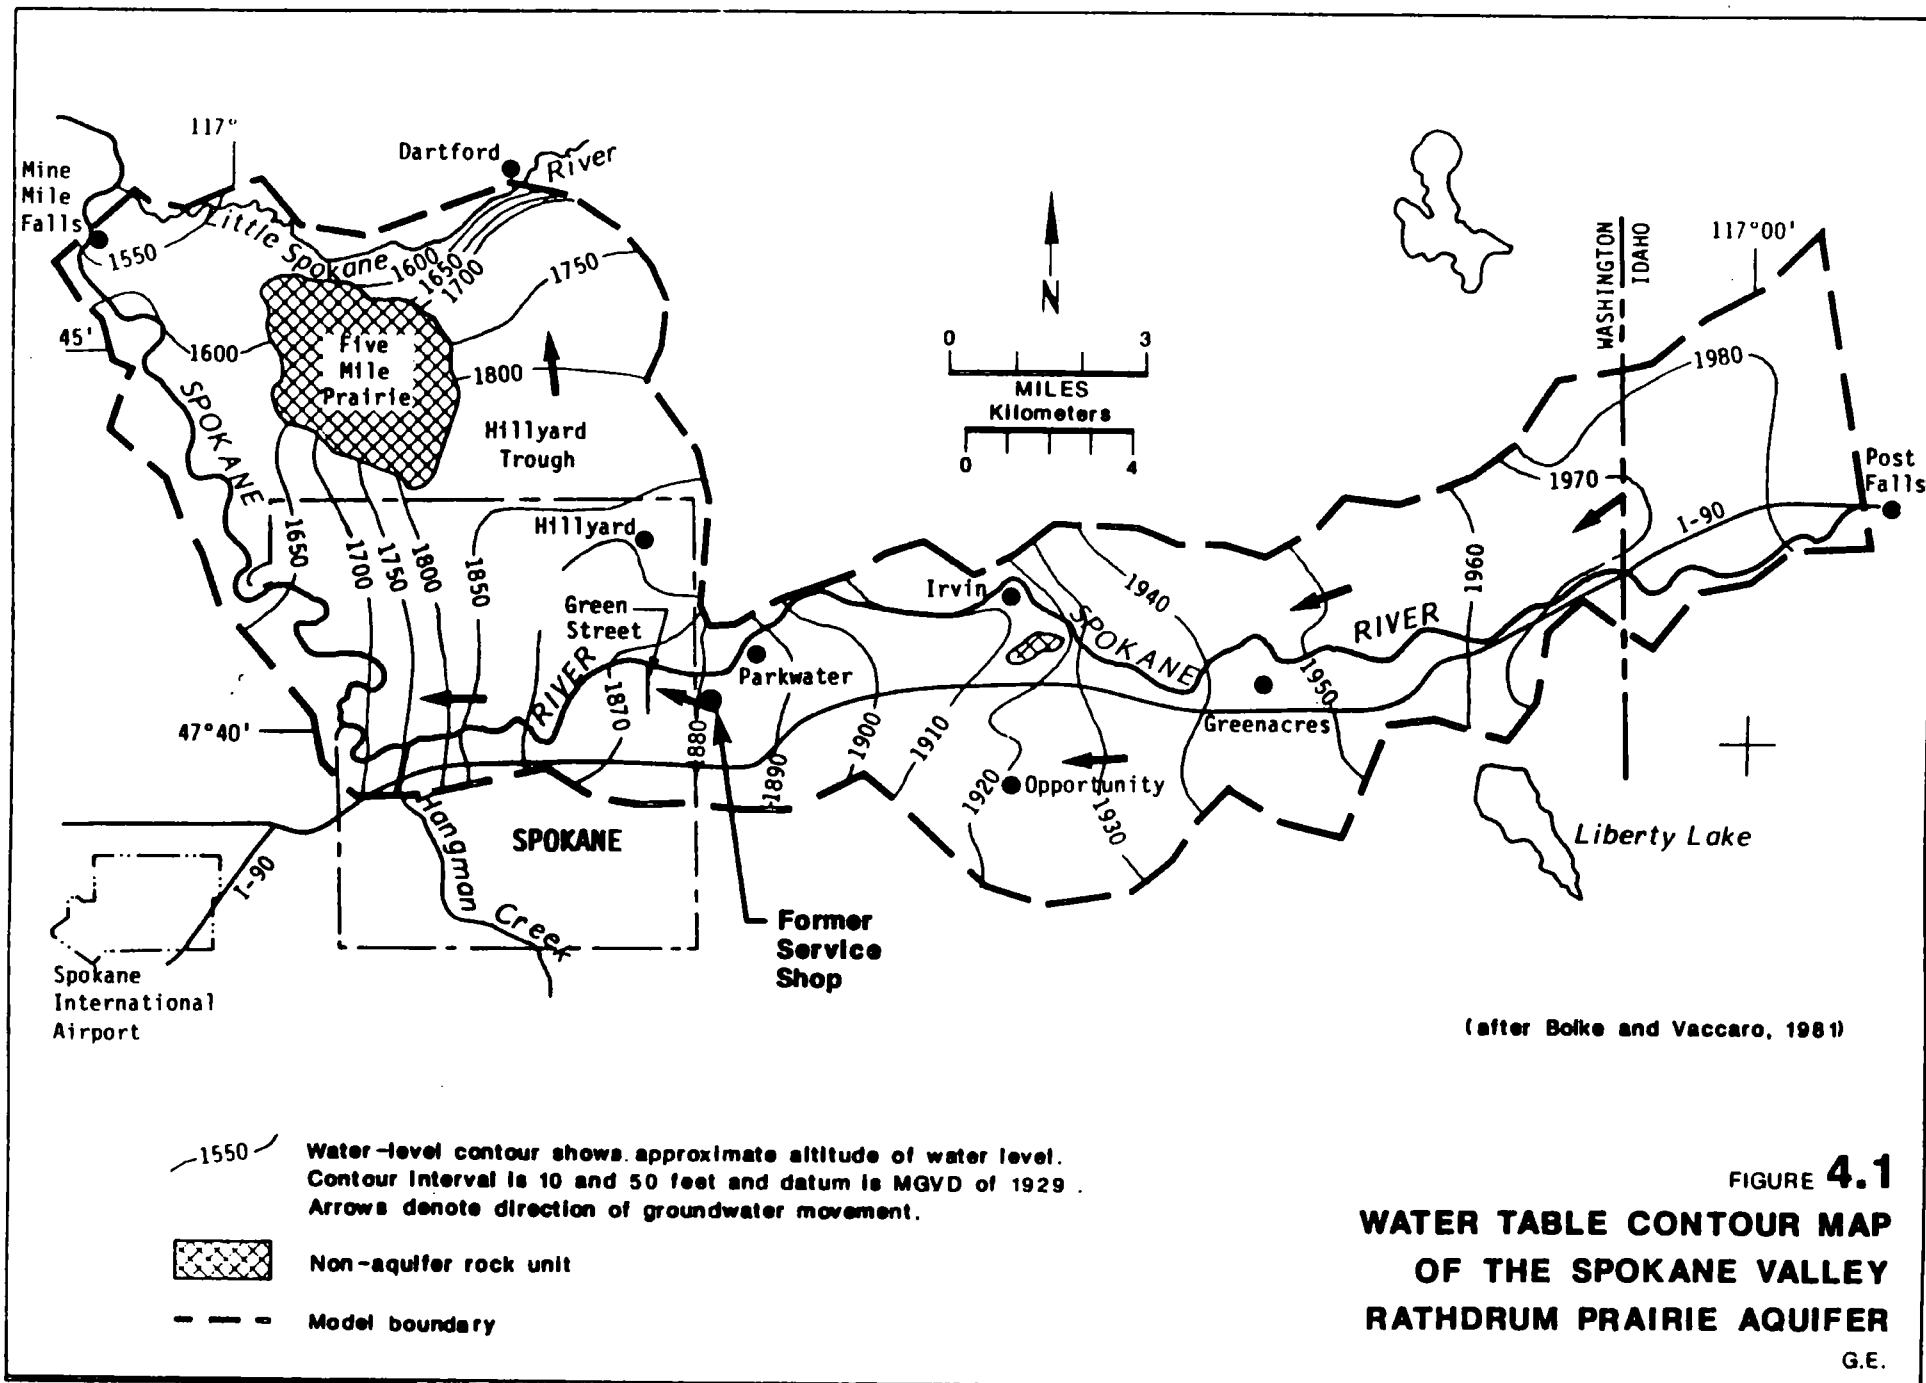 117°
Dartford
River
Mine
Mile
Falls
1550
Little Spokane
1600
1650
1700
1750
45'
1600
SPOKANE
Five
Mile
Prairie
1800
Hillyard
Trough
N
0 3
MILES
Kilometers
0 4
WASHINGTON
IDAHO
117°00'
1980
1970
I-90
Post
Falls
1650
1700
1750
1800
1850
Hillyard
Green
Street
RIVER
1870
1880
Parkwater
1890
1900
1910
Irvin
SPOKANE
RIVER
1920
1930
1940
1950
1960
Greenacres
Opportunity
47°40'
SPOKANE
Hangman Creek
I-90
Spokane
International
Airport
Former
Service
Shop
Liberty Lake
(after Bolke and Vaccaro, 1981)
1550
Water-level contour shows approximate altitude of water level.
Contour Interval is 10 and 50 feet and datum is MGVD of 1929.
Arrows denote direction of groundwater movement.
Non-aquifer rock unit
Model boundary
FIGURE 4.1
WATER TABLE CONTOUR MAP
OF THE SPOKANE VALLEY
RATHDRUM PRAIRIE AQUIFER
G.E.